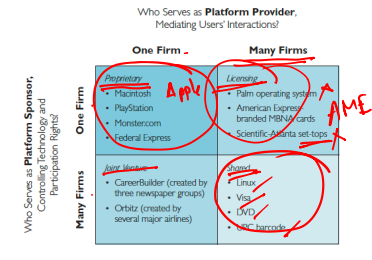 Who Serves as Platform Provider,
Mediating Users' Interactions?
One Firm
Many Firms
Who Serves as Platform Sponsor,
Controlling Technology and
Participation Rights?
One Firm
Proprietary
• Macintosh
• PlayStation
• Monster.com
• Federal Express
Apple
Licensing
• Palm operating system
• American Express-
branded MBNA cards
• Scientific-Atlanta set-tops
AME
Many Firms
Joint Venture
• CareerBuilder (created by
three newspaper groups)
• Orbitz (created by
several major airlines)
Shared
• Linux
• Visa
• DVD
• UPC barcode